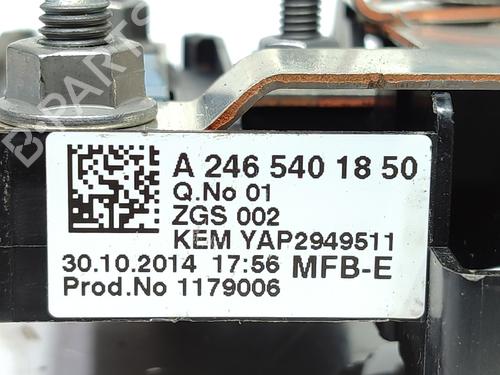 A 246 540 18 50
Q.No 01
ZGS 002
KEM YAP2949511
30.10.2014 17:56 MFB-E
Prod.No 1179006
B-PARTS